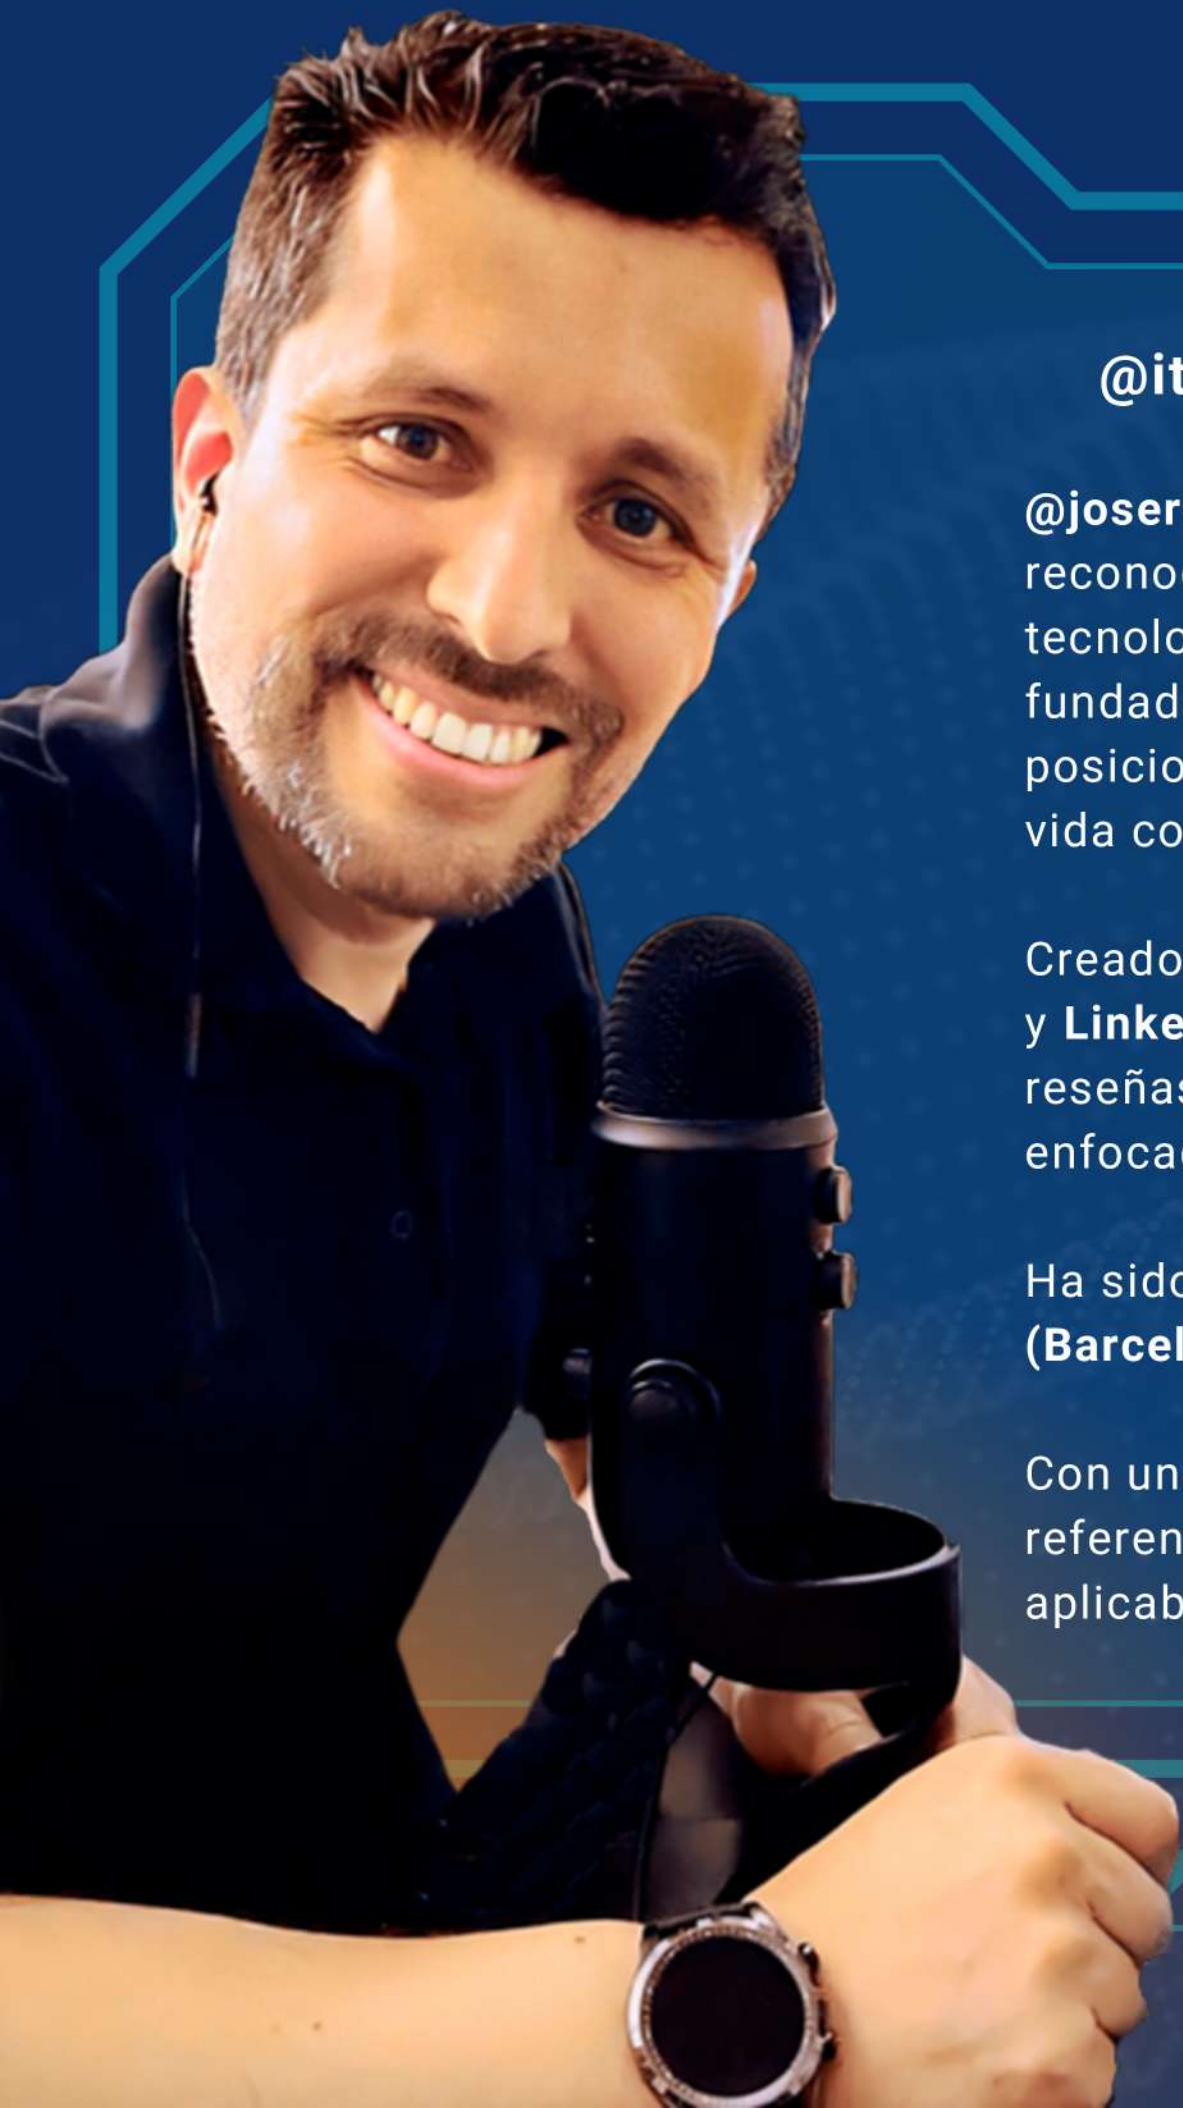 @it
@joser
recono
tecnolo
fundad
posicio
vida co
Creado
y Linke
reseñas
enfoca
Ha sido
(Barcel
Con un
referen
aplicab